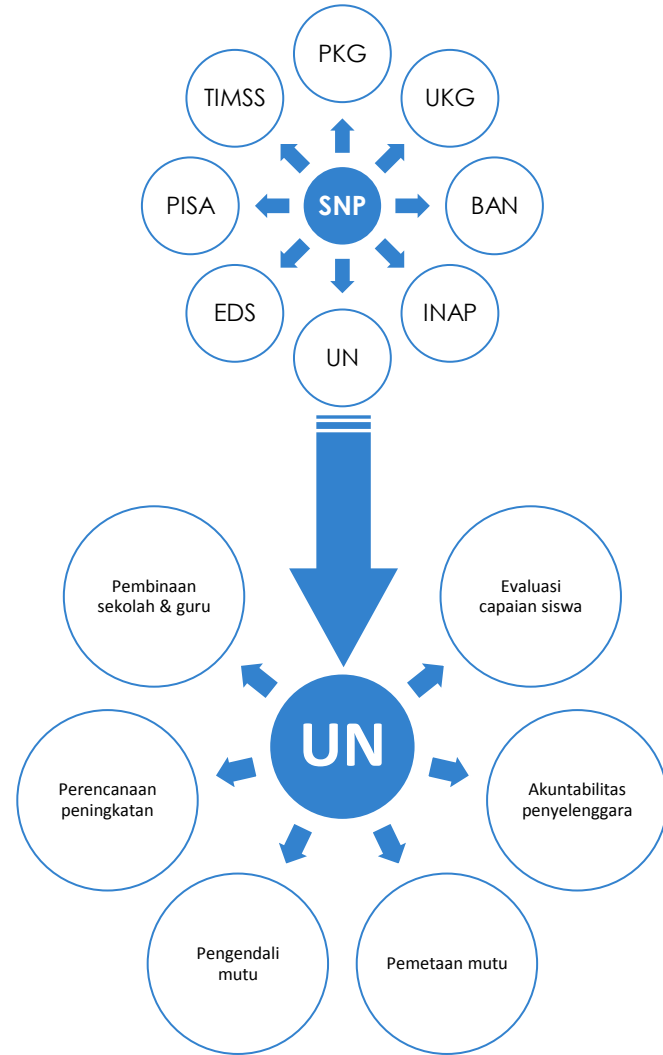 PKG
TIMSS
UKG
PISA
SNP
BAN
EDS
INAP
UN
Pembinaan
sekolah & guru
Evaluasi
capaian siswa
UN
Perencanaan
peningkatan
Akuntabilitas
penyelenggara
Pengendali
mutu
Pemetaan mutu